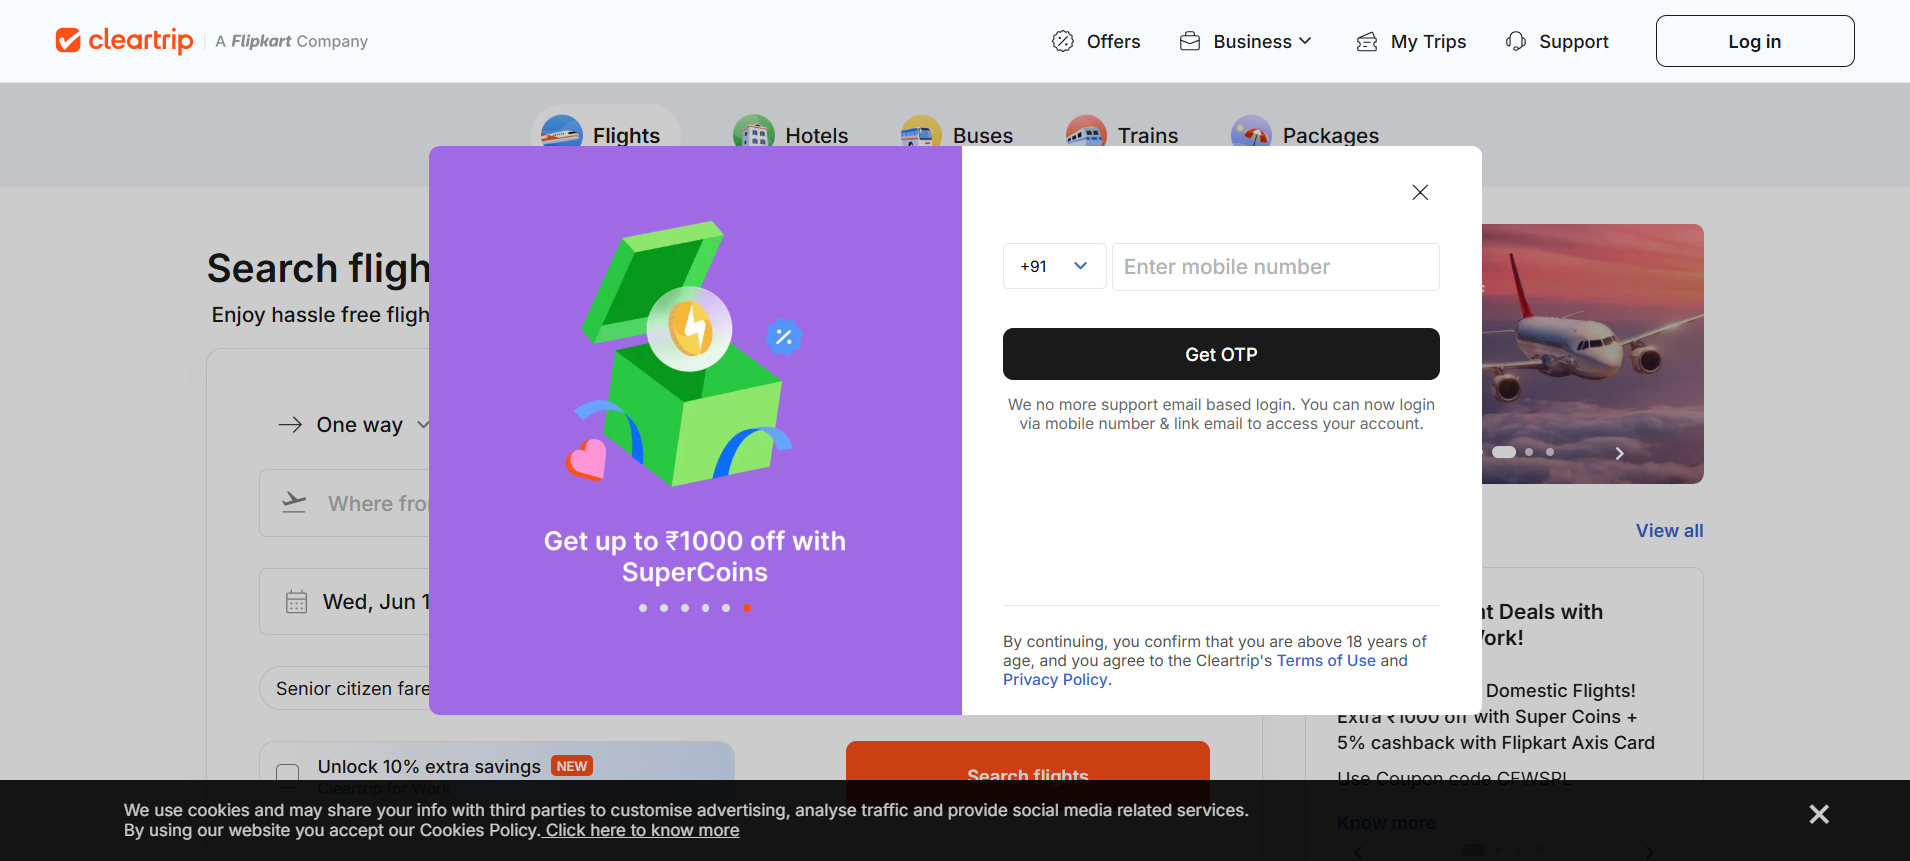 cleartrip
A Flipkart Company
Offers
Business
My Trips
Support
Log in
Flights
Hotels
Buses
Trains
Packages
Search
Enjoy hassle free
One way
Where
Wed, Jun
Senior citizen fare
Unlock 10% extra savings NEW
Cleartrip for Work
Search flights
Get up to ₹1000 off with
SuperCoins
+91
Enter mobile number
Get OTP
We no more support email based login. You can now login
via mobile number & link email to access your account.
By continuing, you confirm that you are above 18 years of
age, and you agree to the Cleartrip's Terms of Use and
Privacy Policy.
View all
Deals with
Domestic Flights!
Extra ₹1000 off with Super Coins +
5% cashback with Flipkart Axis Card
Use Coupon code CFWSPL
Know more
We use cookies and may share your info with third parties to customise advertising, analyse traffic and provide social media related services.
By using our website you accept our Cookies Policy. Click here to know more